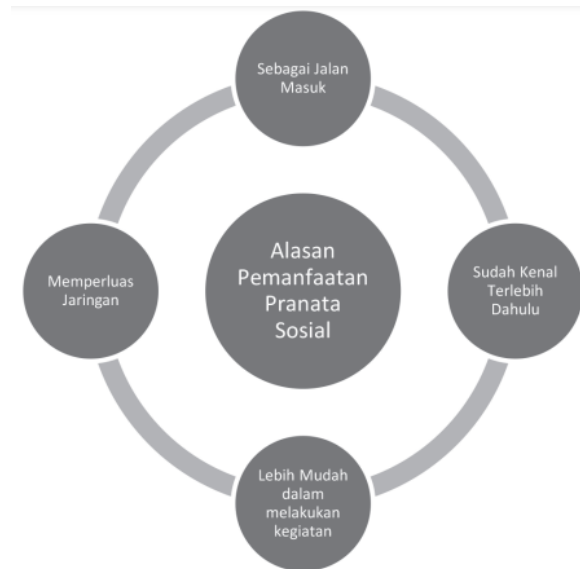 Sebagai Jalan
Masuk
Alasan
Pemanfaatan
Pranata
Sosial
Sudah Kenal
Terlebih
Dahulu
Lebih Mudah
dalam
melakukan
kegiatan
Memperluas
Jaringan